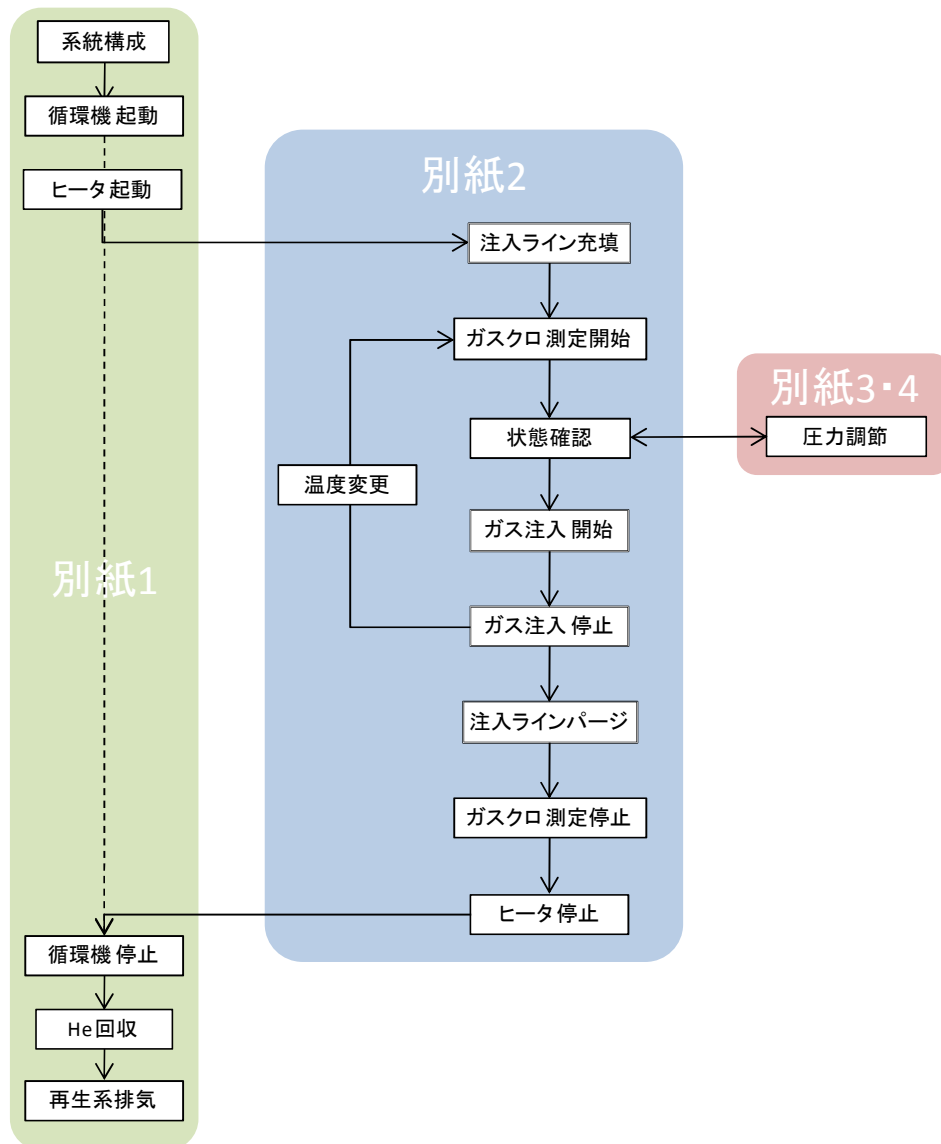 系統構成
循環機 起動
ヒータ 起動
別紙1
循環機 停止
He回収
再生系排気
別紙2
注入ライン充填
ガスクロ 測定開始
状態確認
温度変更
ガス注入 開始
ガス注入 停止
注入ラインパージ
ガスクロ 測定停止
ヒータ 停止
別紙3・4
圧力調節